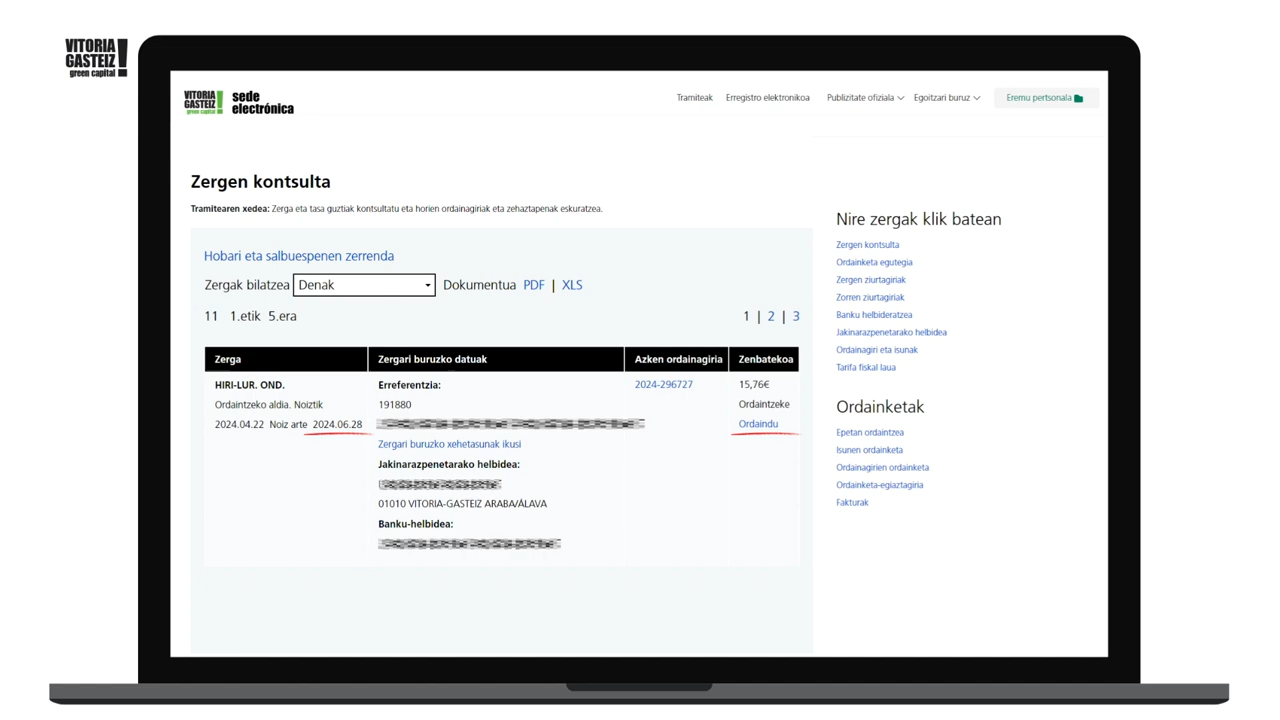 VITORIA
GASTEIZ
green capital
VITORIA
GASTEIZ
green capital
sede
electrónica
Tramiteak Erregistro elektronikoa Publizitate ofiziala Egoitzari buruz Eremu pertsonala
Zergen kontsulta
Tramitearen xedea: Zerga eta tasa guztiak kontsultatu eta horien ordainagiriak eta zehaztapenak eskuratzea.
Hobari eta salbuespenen zerrenda
Zergak bilatzea Denak Dokumentua PDF | XLS
11 1.etik 5.era 1 | 2 | 3
Zerga Zergari buruzko datuak Azken ordainagiria Zenbatekoa
HIRI-LUR. OND. Erreferentzia: 2024-296727 15,76€
Ordaintzeko aldia. Noiztik 191880 Ordaintzeke
2024.04.22 Noiz arte 2024.06.28 Ordaindu
Zergari buruzko xehetasunak ikusi
Jakinarazpenetarako helbidea:
01010 VITORIA-GASTEIZ ARABA/ÁLAVA
Banku-helbidea:
Nire zergak klik batean
Zergen kontsulta
Ordainketa egutegia
Zergen ziurtagiriak
Zorren ziurtagiriak
Banku helbideratzea
Jakinarazpenetarako helbidea
Ordainagiri eta isunak
Tarifa fiskal laua
Ordainketak
Epetan ordaintzea
Isunen ordainketa
Ordainagirien ordainketa
Ordainketa-egiaztagiria
Fakturak